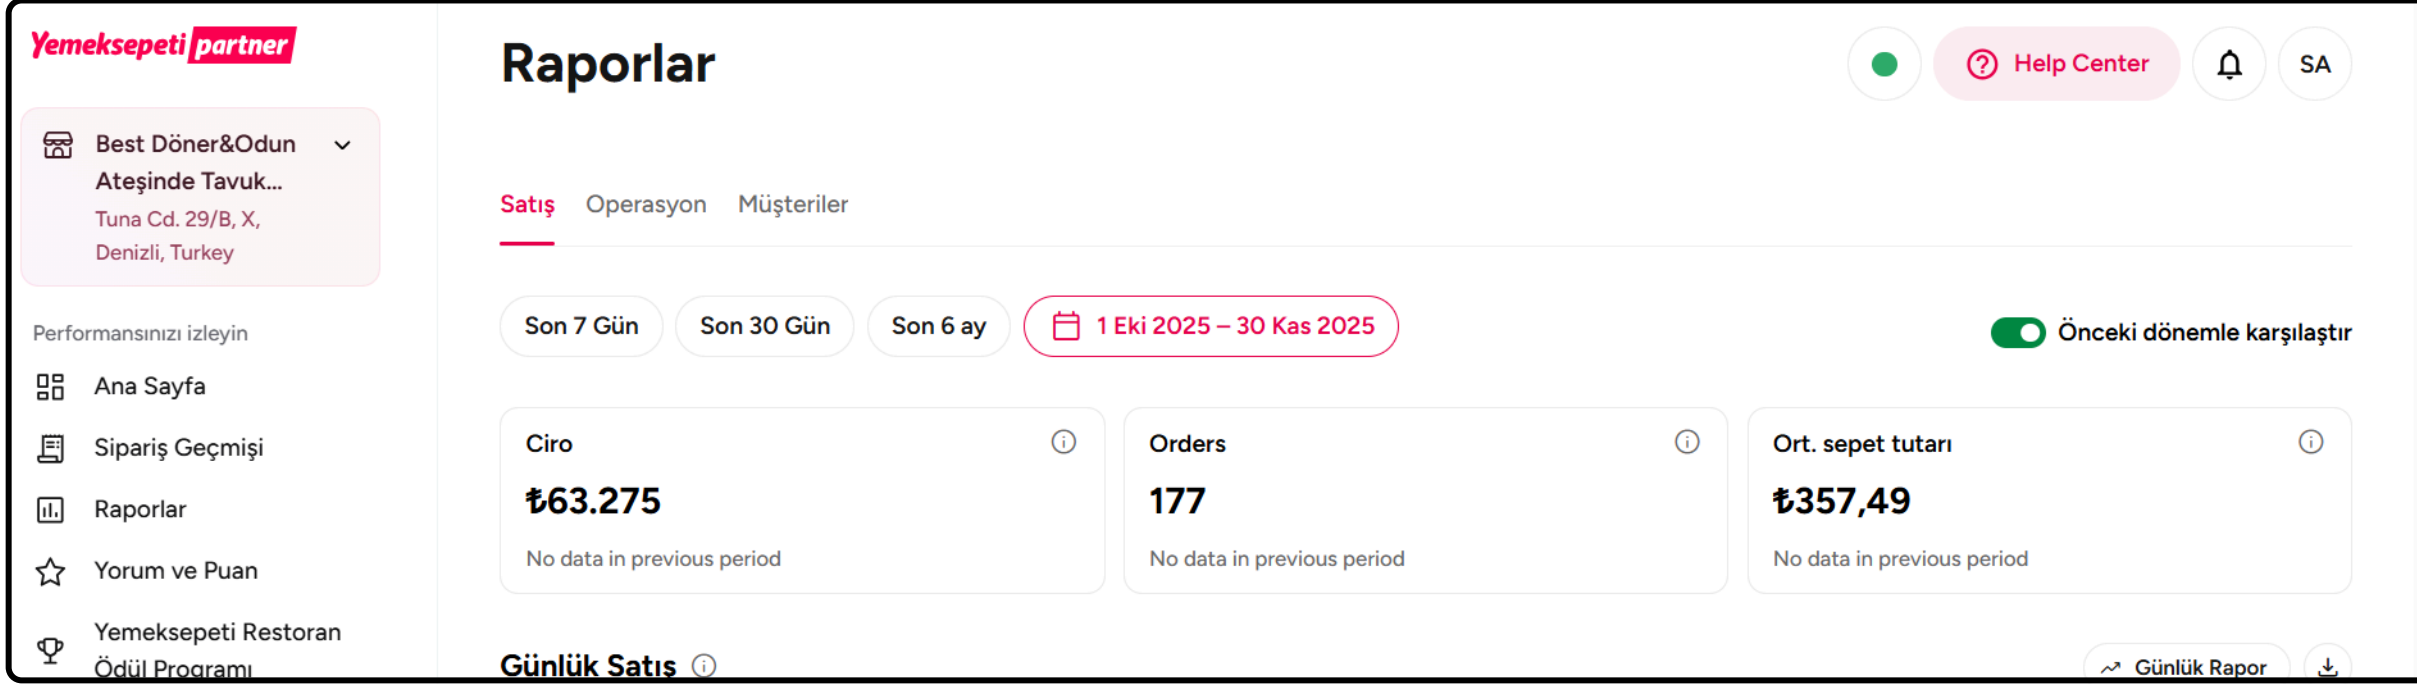 Yemeksepeti partner
Best Döner&Odun
Ateşinde Tavuk...
Tuna Cd. 29/B, X,
Denizli, Turkey
Performansınızı izleyin
Ana Sayfa
Sipariş Geçmişi
Raporlar
Yorum ve Puan
Yemeksepeti Restoran
Ödül Programı
Raporlar
Help Center
SA
Satış Operasyon Müşteriler
Son 7 Gün Son 30 Gün Son 6 ay 1 Eki 2025 – 30 Kas 2025
Önceki dönemle karşılaştır
Ciro
₺63.275
No data in previous period
Orders
177
No data in previous period
Ort. sepet tutarı
₺357,49
No data in previous period
Günlük Satış
Günlük Rapor